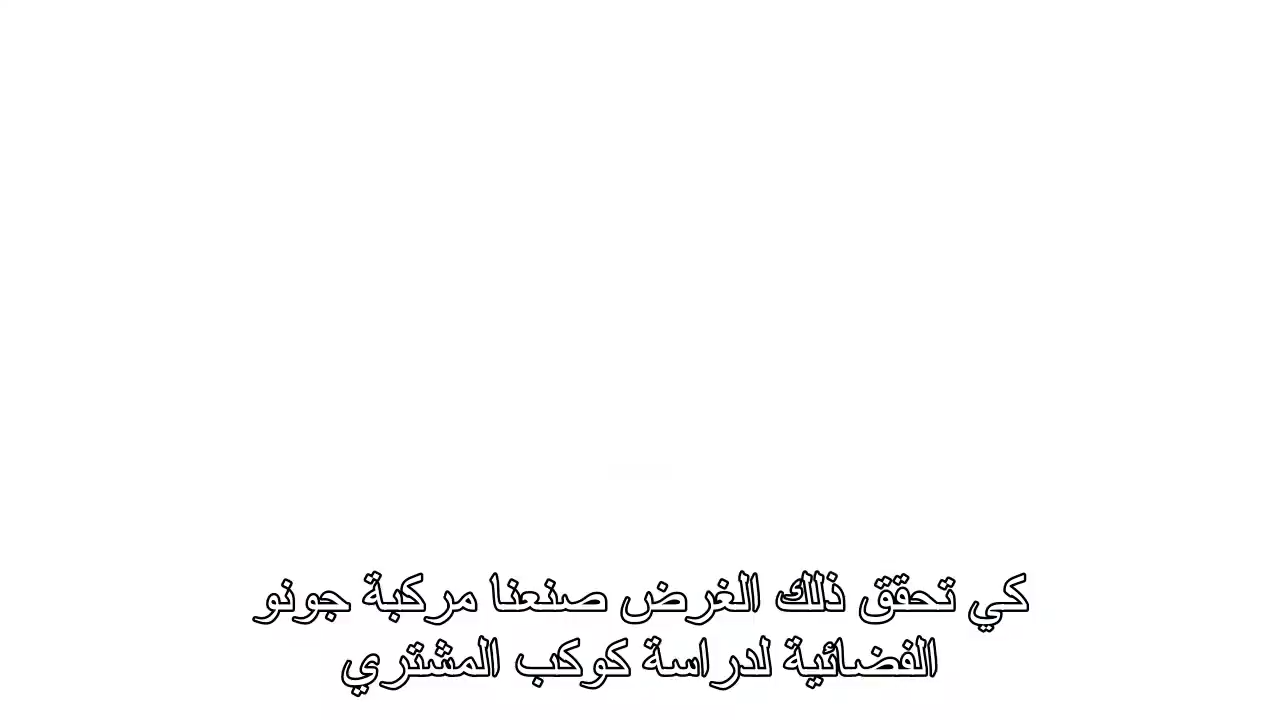 كي تحقق ذلك الغرض صنعنا مركبة جونو
الفضائية لدراسة كوكب المشتري